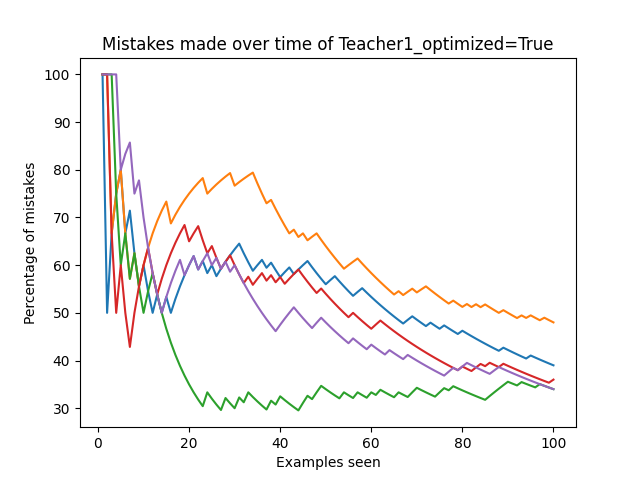 Mistakes made over time of Teacher1_optimized=True
100
90
80
70
60
50
40
30
Percentage of mistakes
0 20 40 60 80 100
Examples seen